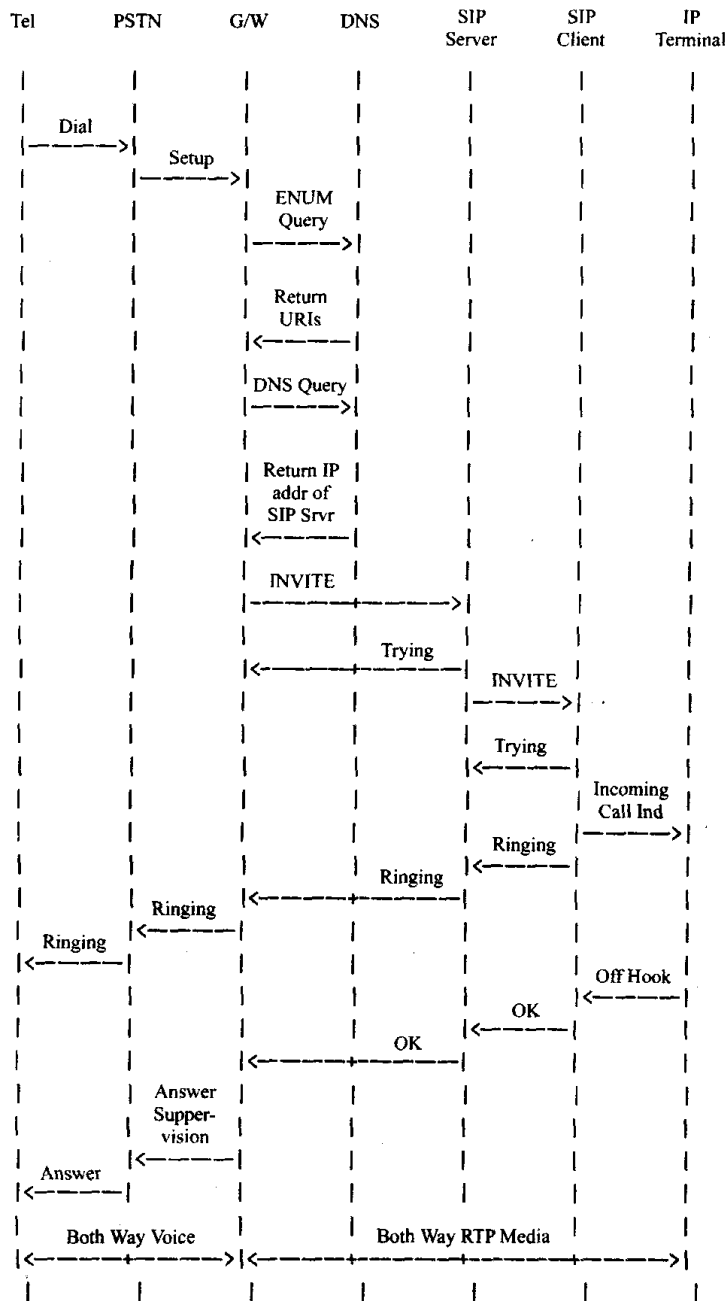 Tel PSTN G/W DNS SIP Server SIP Client IP Terminal
Dial
Setup
ENUM
Query
Return
URIs
DNS Query
Return IP
addr of
SIP Srvr
INVITE
Trying
INVITE
Trying
Incoming
Call Ind
Ringing
Ringing
Ringing
Ringing
Off Hook
OK
OK
Answer
Supper-
vision
Answer
Both Way Voice Both Way RTP Media